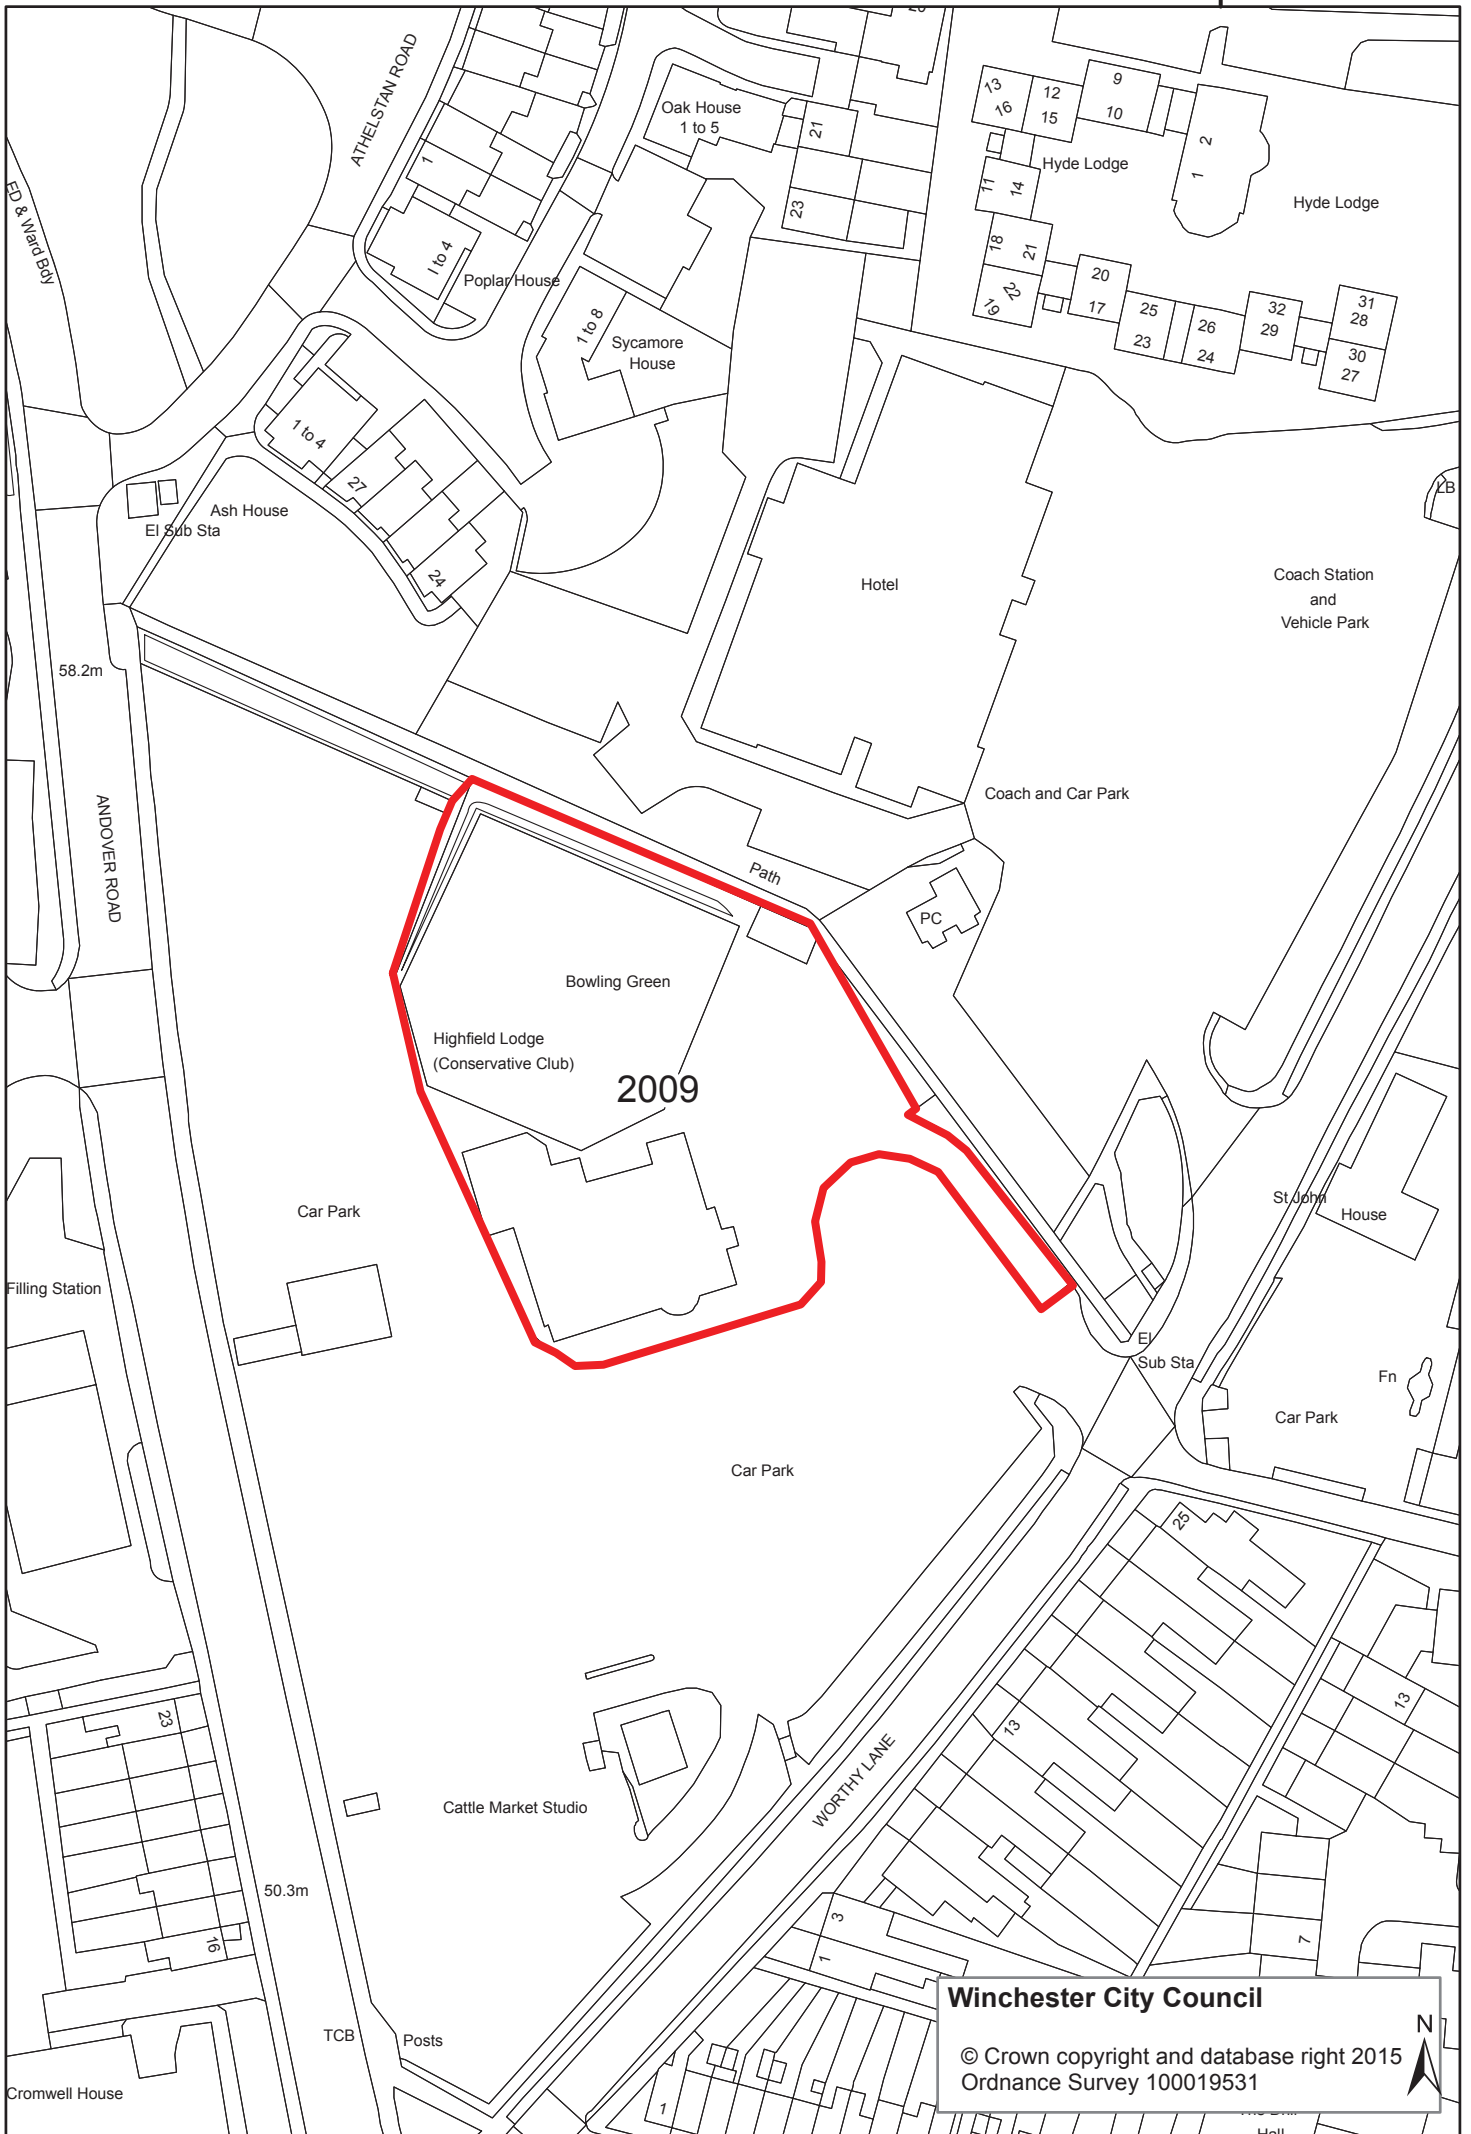 ATHELSTAN ROAD
Oak House
1 to 5
21
23
13
16
12
15
9
10
2
1
Hyde Lodge
Hyde Lodge
11
14
18
21
22
19
20
17
25
23
26
24
32
29
31
28
30
27
ED & Ward Bdy
1
1 to 4
Poplar House
1 to 8
Sycamore
House
1 to 4
27
24
Ash House
El Sub Sta
LB
Hotel
Coach Station
and
Vehicle Park
58.2m
ANDOVER ROAD
Coach and Car Park
Path
PC
Bowling Green
Highfield Lodge
(Conservative Club)
2009
Car Park
St John
House
Filling Station
El
Sub Sta
Fn
Car Park
Car Park
25
13
13
23
WORTHY LANE
Cattle Market Studio
50.3m
16
3
1
7
TCB
Posts
Cromwell House
1
Winchester City Council
N
© Crown copyright and database right 2015
Ordnance Survey 100019531
Hall